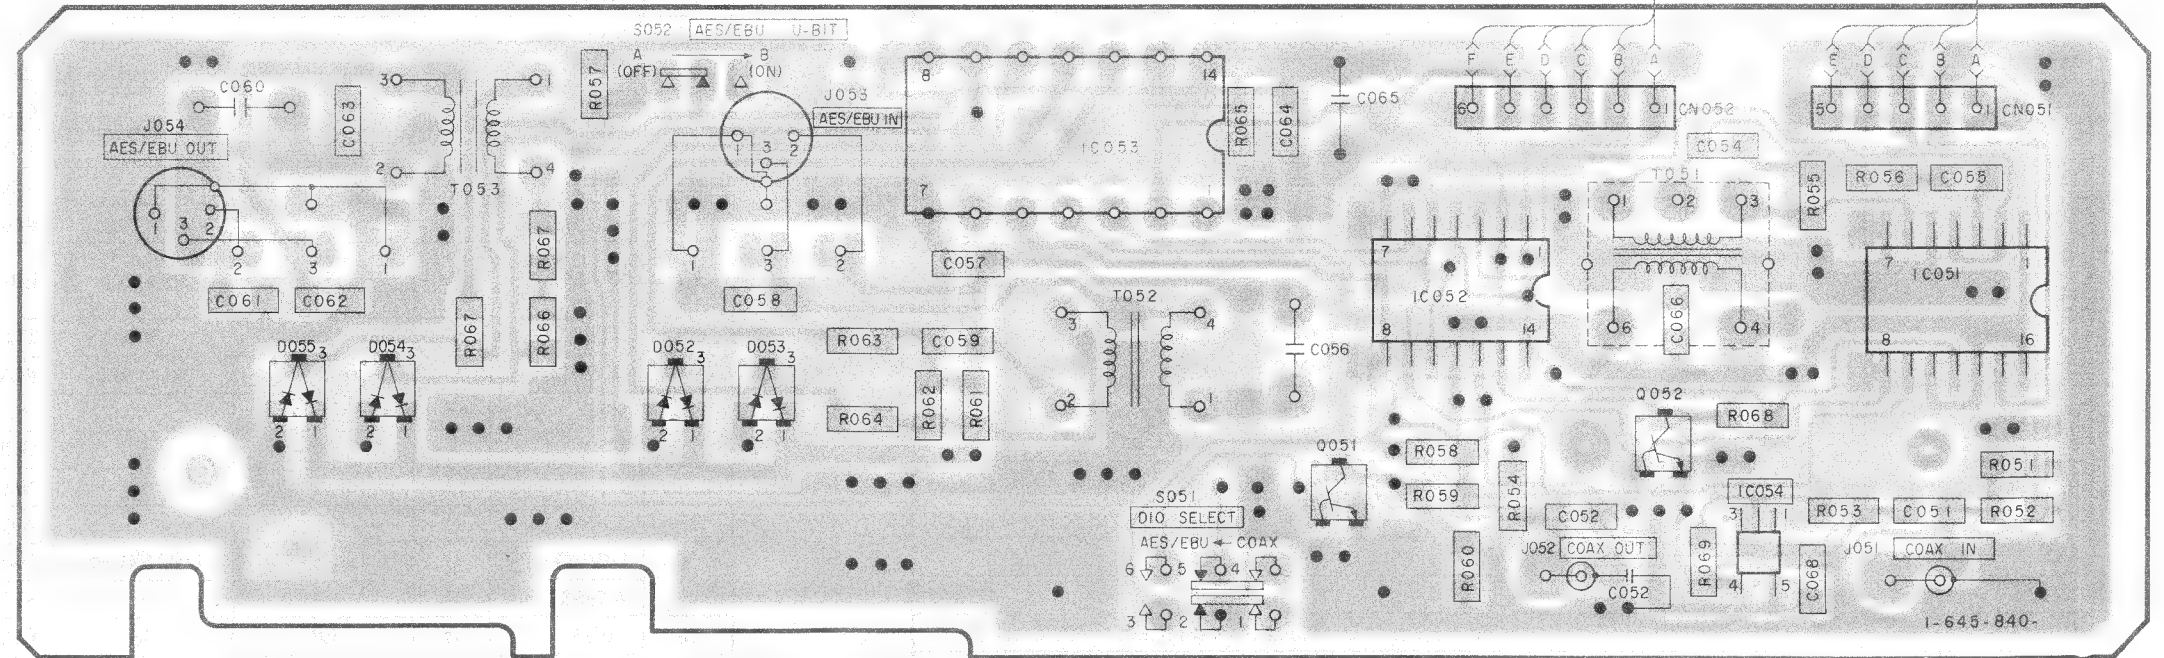 S052 AES/EBU U-BIT
A B
(OFF) (ON)
F E D C B A
E D C B A
C060
3 1
R057
8 14
J053
AES/EBU IN
C065
6 1 CN052
5 1 CN051
J054
AES/EBU OUT
C063
1 3 2
IC053
R065
C064
C054
2 4
T053
7 1
T051
R055
R056
C055
1 2 3
1 3 2
R067
2 3 1
1 3 2
C057
7 1
7 1
IC051
C061
C062
C058
T052
IC052
C066
3 4
8 14
6 4
8 16
R067
R066
R063
C059
C056
D055 3
D054 3
D052 3
D053 3
R062
R061
2 1
Q052
R068
R064
2 1
2 1
2 1
2 1
Q051
R058
R051
S051
R059
R054
IC054
DIO SELECT
C052
3 1
R053
C051
R052
AES/EBU ← COAX
J052 COAX OUT
R069
J051 COAX IN
6 5 4
R060
C052
4 5
C068
3 2 1
1-645-840-